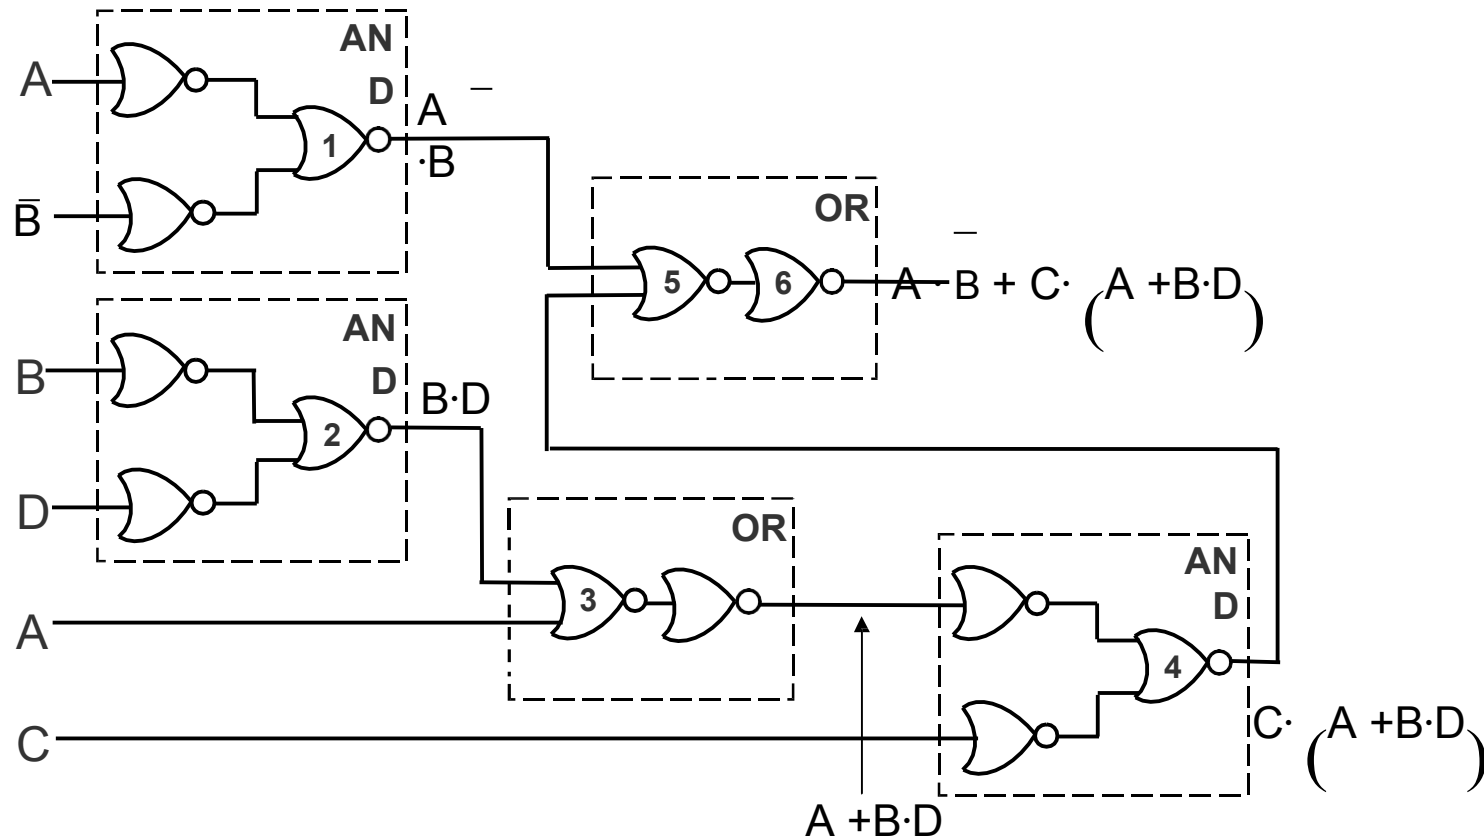 AN
D
A
1
A
·B̅
B̅
OR
5
6
A · B̅ + C· (A +B·D)
AN
D
B
2
B·D
D
OR
3
A
AN
D
4
C
C· (A +B·D)
A +B·D